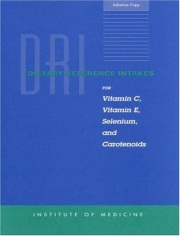 Advance Copy
DRI
DIETARY REFERENCE INTAKES
FOR
Vitamin C,
Vitamin E,
Selenium,
and
Carotenoids
INSTITUTE OF MEDICINE